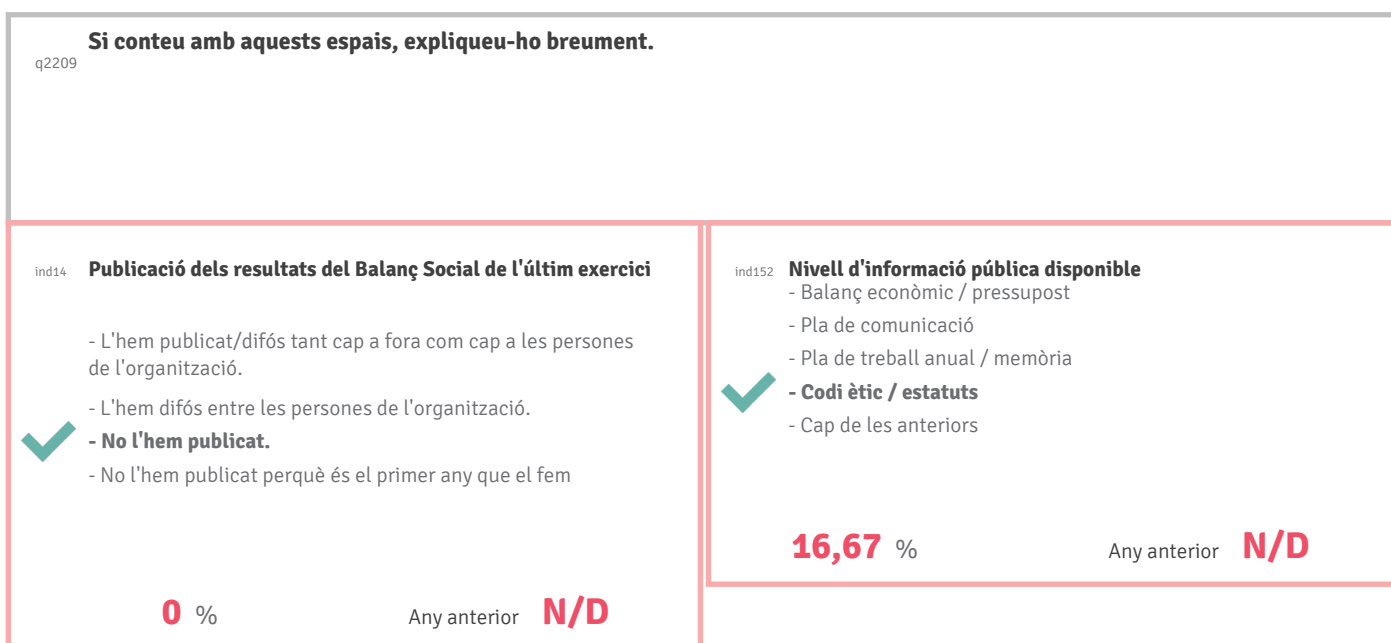 Si conteu amb aquests espais, expliqueu-ho breument.
q2209
ind14 Publicació dels resultats del Balanç Social de l'últim exercici
- L'hem publicat/difós tant cap a fora com cap a les persones
de l'organització.
- L'hem difós entre les persones de l'organització.
- No l'hem publicat.
- No l'hem publicat perquè és el primer any que el fem
0 % Any anterior N/D
ind152 Nivell d'informació pública disponible
- Balanç econòmic / pressupost
- Pla de comunicació
- Pla de treball anual / memòria
- Codi ètic / estatuts
- Cap de les anteriors
16,67 % Any anterior N/D